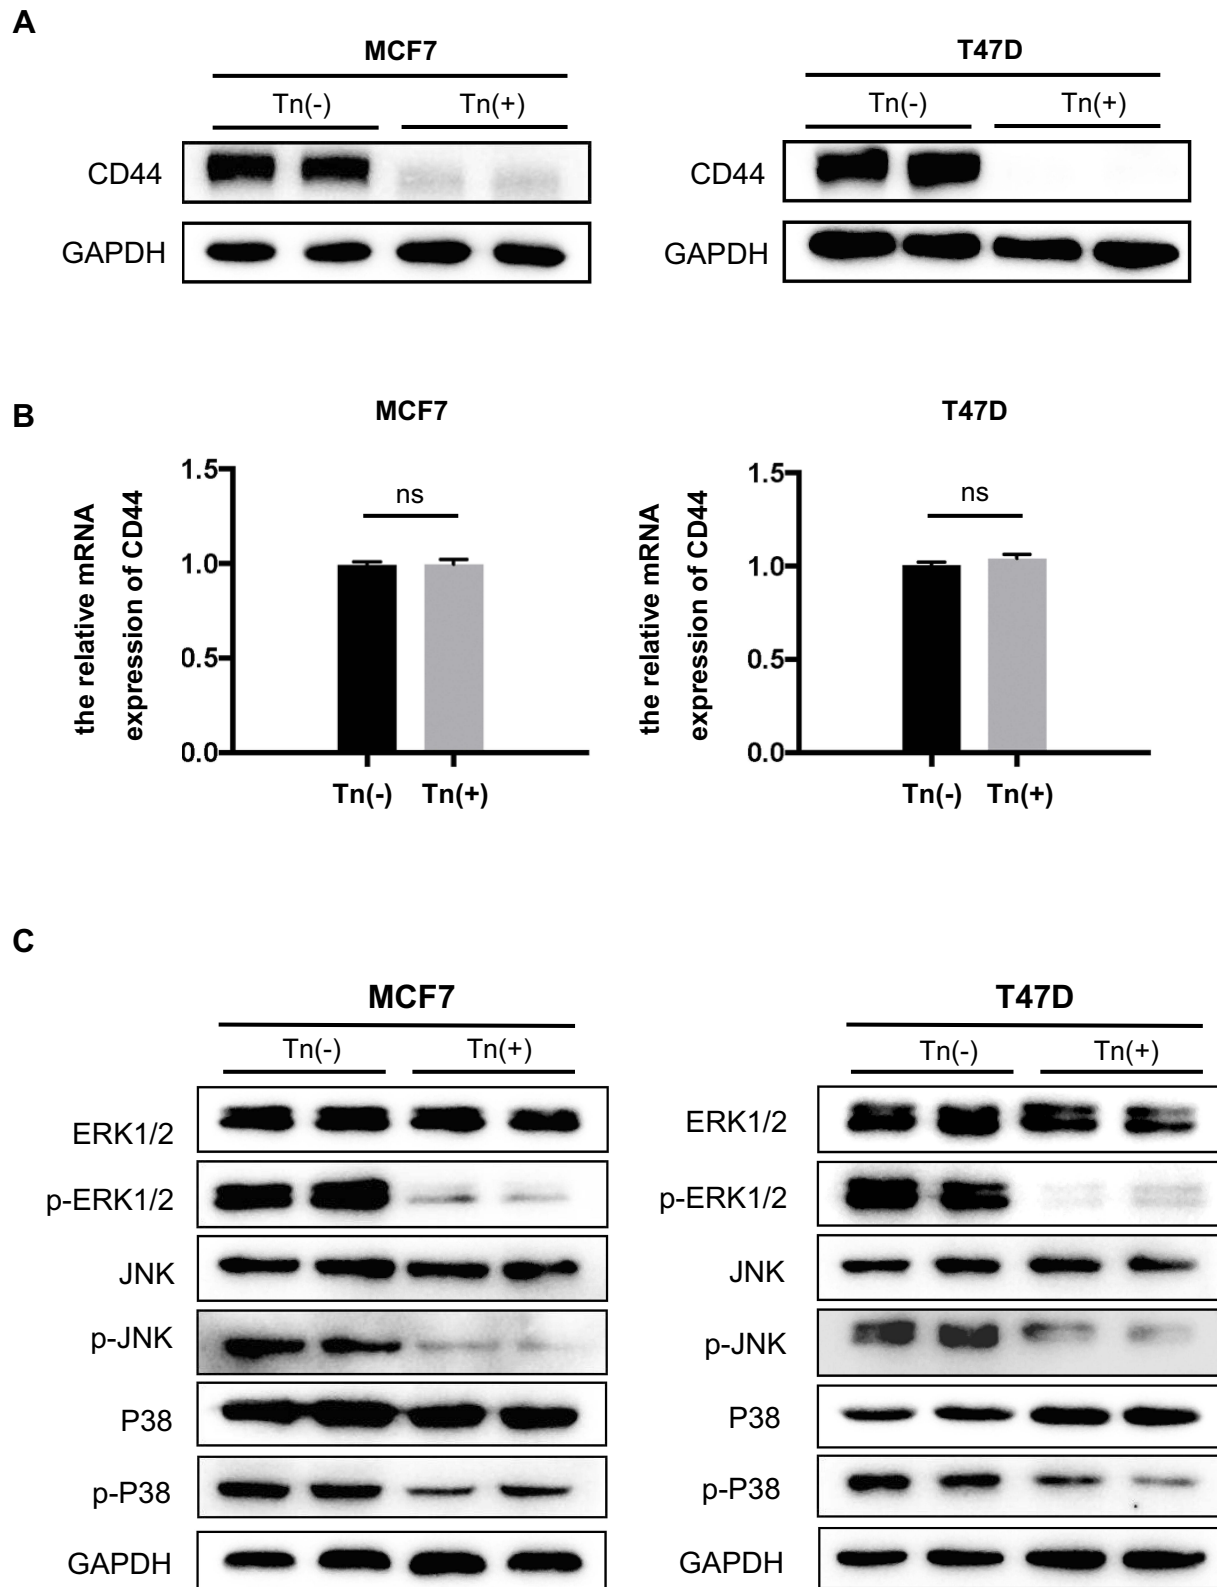 A
MCF7
T47D
Tn(-) Tn(+)
Tn(-) Tn(+)
CD44
CD44
GAPDH
GAPDH
B
MCF7
T47D
the relative mRNA
expression of CD44
1.5
1.0
0.5
0.0
ns
Tn(-) Tn(+)
the relative mRNA
expression of CD44
1.5
1.0
0.5
0.0
ns
Tn(-) Tn(+)
C
MCF7
Tn(-) Tn(+)
ERK1/2
p-ERK1/2
JNK
p-JNK
P38
p-P38
GAPDH
T47D
Tn(-) Tn(+)
ERK1/2
p-ERK1/2
JNK
p-JNK
P38
p-P38
GAPDH